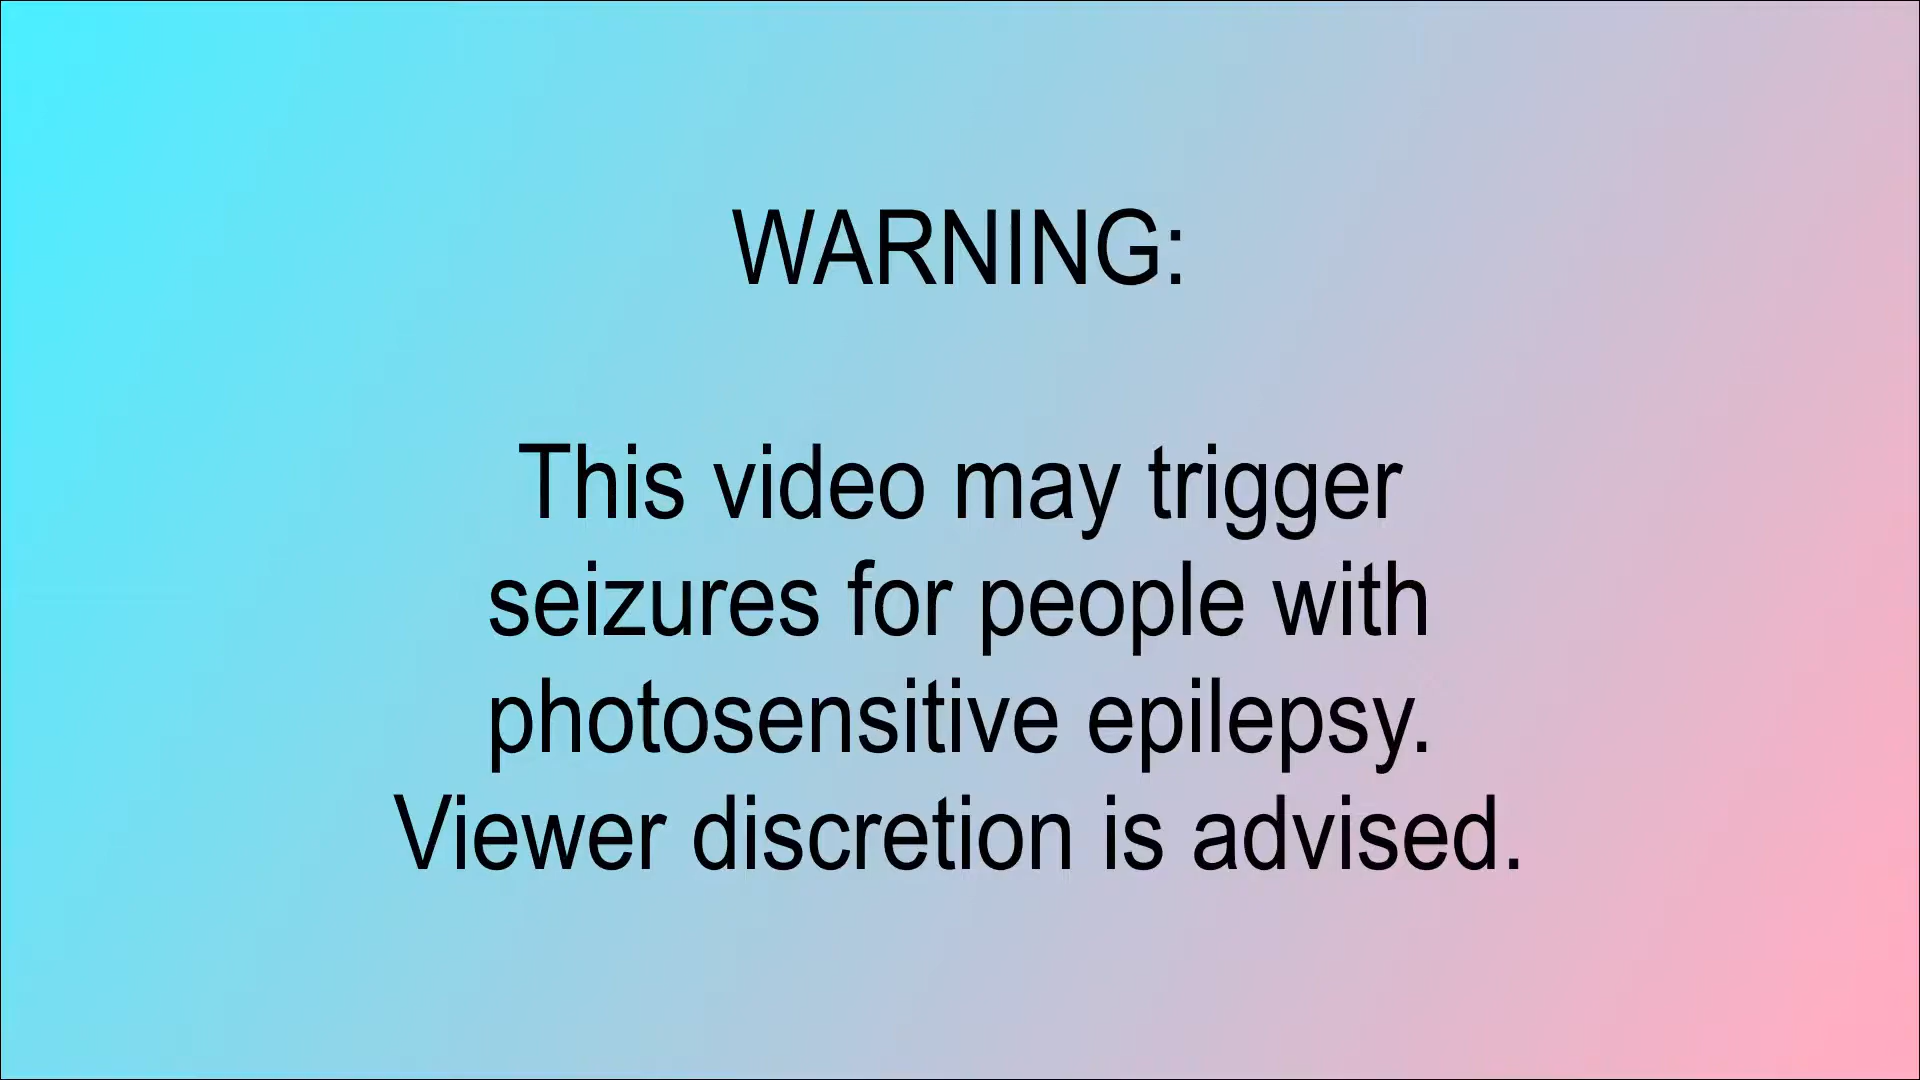 WARNING:
This video may trigger
seizures for people with
photosensitive epilepsy.
Viewer discretion is advised.